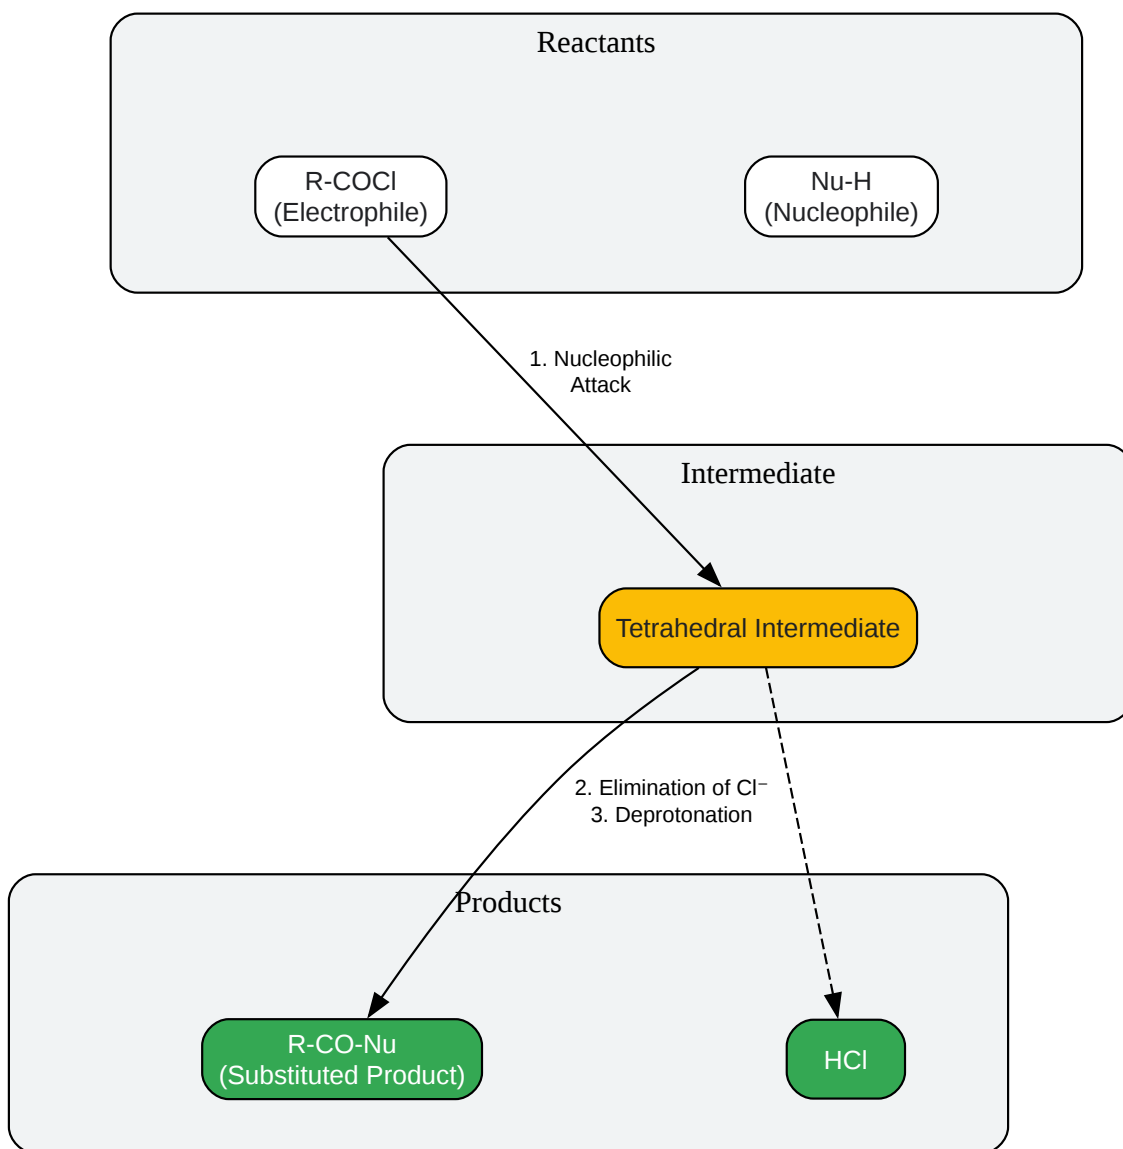 Reactants
R-COCl
(Electrophile)
Nu-H
(Nucleophile)
1. Nucleophilic
Attack
Intermediate
Tetrahedral Intermediate
2. Elimination of Cl⁻
3. Deprotonation
Products
R-CO-Nu
(Substituted Product)
HCl